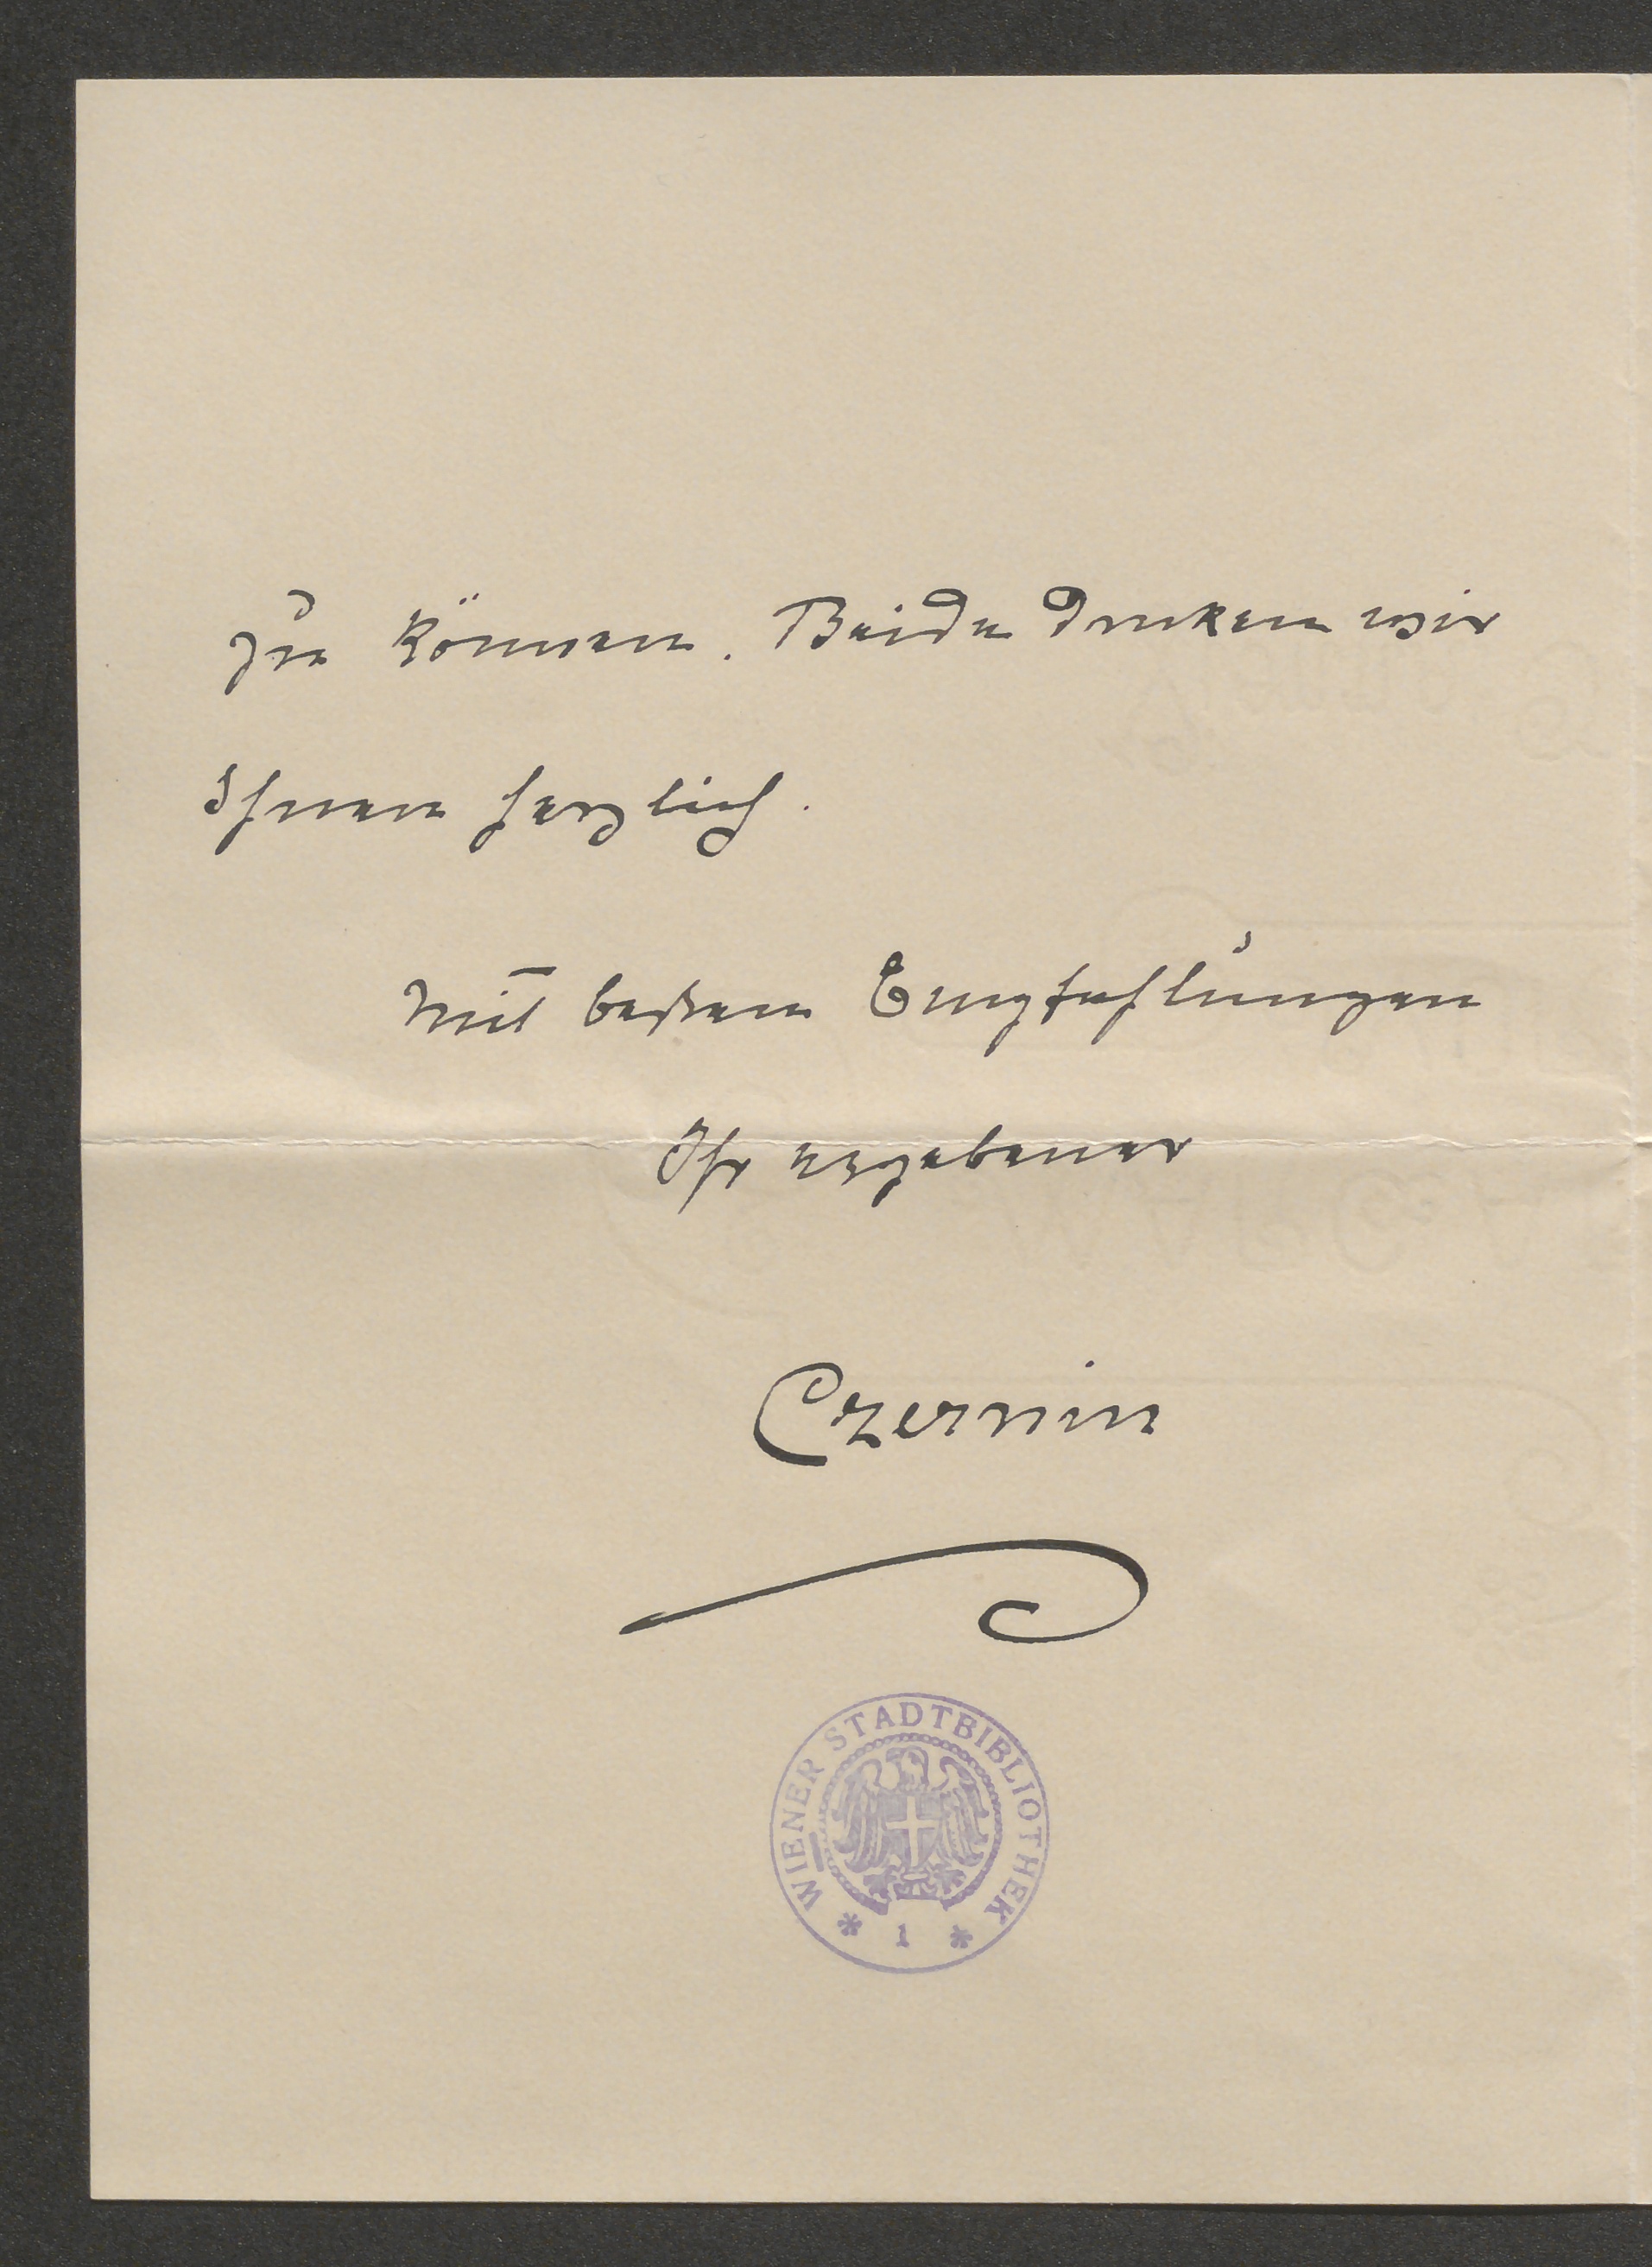 zu können. Beide danken wir
Ihnen herzlich.
Mit besten Empfehlungen
Ihr ergebener
Czernin
WIENER STADTBIBLIOTHEK
* 1 *